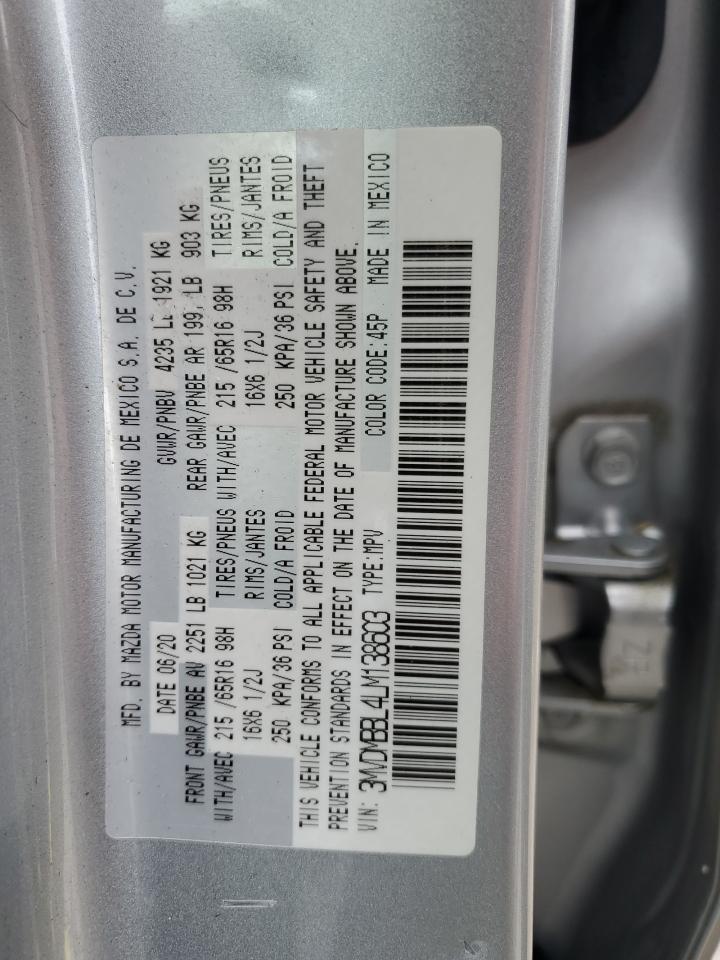 MFD. BY MAZDA MOTOR MANUFACTURING DE MEXICO S.A. DE C.V.
DATE 06/20 GVWR/PNBV 4235 LB 1921 KG
FRONT GAWR/PNBE AV 2251 LB 1021 KG REAR GAWR/PNBE AR LB 903 KG
WITH/AVEC 215 /65R16 98H TIRES/PNEUS WITH/AVEC 215 /65R16 98H TIRES/PNEUS
16X6 1/2J RIMS/JANTES 16X6 1/2J RIMS/JANTES
250 KPA/36 PSI COLD/A FROID 250 KPA/36 PSI COLD/A FROID
THIS VEHICLE CONFORMS TO ALL APPLICABLE FEDERAL MOTOR VEHICLE SAFETY AND THEFT
PREVENTION STANDARDS IN EFFECT ON THE DATE OF MANUFACTURE SHOWN ABOVE.
VIN: 3MVDMBBL4LM138603 TYPE:MPV COLOR CODE:45P MADE IN MEXICO